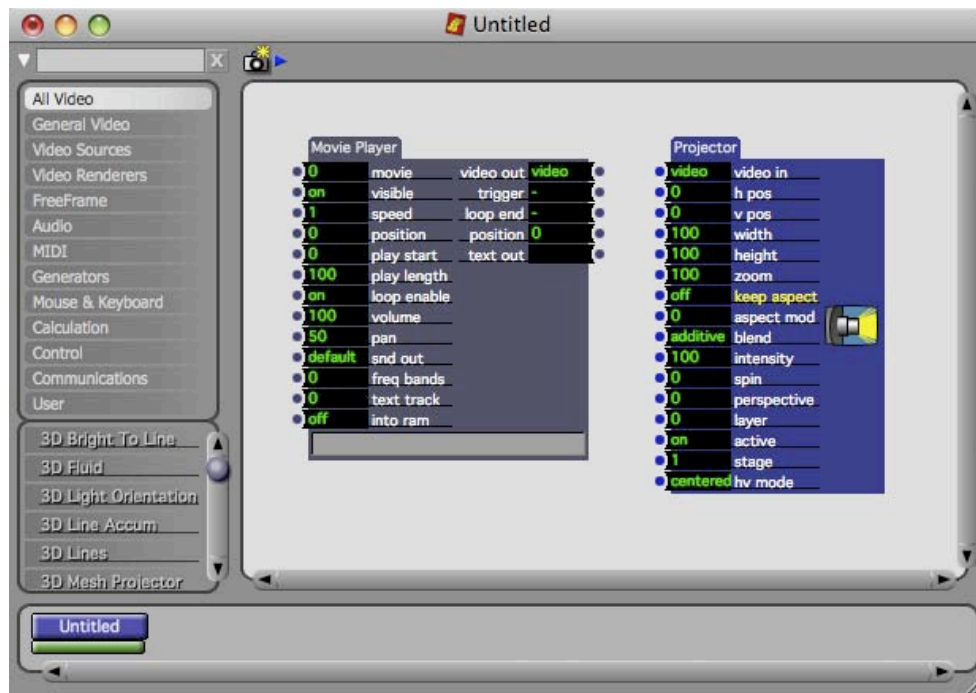 Untitled
X
All Video
General Video
Video Sources
Video Renderers
FreeFrame
Audio
MIDI
Generators
Mouse & Keyboard
Calculation
Control
Communications
User
3D Bright To Line
3D Fluid
3D Light Orientation
3D Line Accum
3D Lines
3D Mesh Projector
Movie Player
0 movie video out video
on visible trigger -
1 speed loop end -
0 position position 0
0 play start text out
100 play length
on loop enable
100 volume
50 pan
default snd out
0 freq bands
0 text track
off into ram
Projector
video video in
0 h pos
0 v pos
100 width
100 height
100 zoom
off keep aspect
0 aspect mod
additive blend
100 intensity
0 spin
0 perspective
0 layer
on active
1 stage
centered hv mode
Untitled